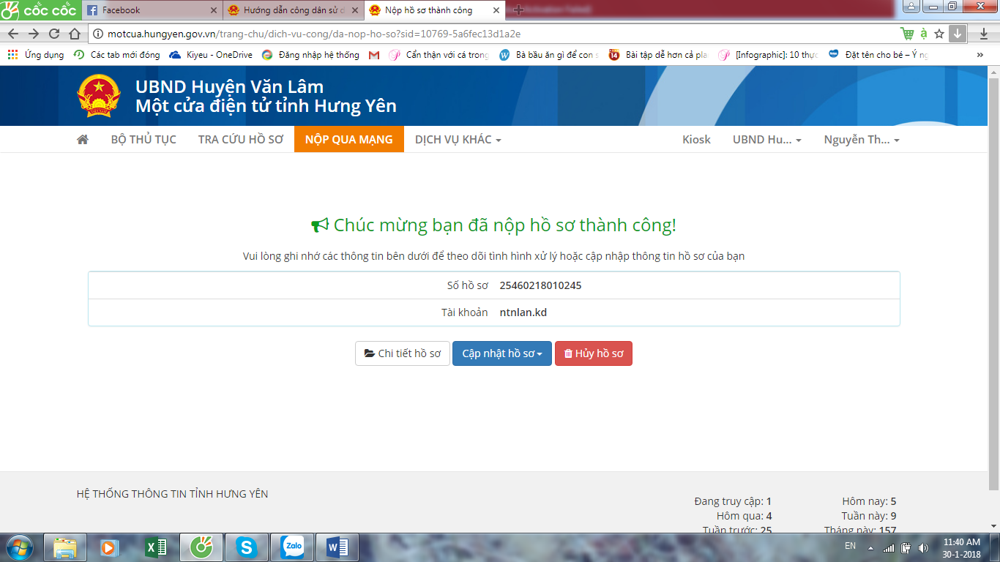 cốc cốc
Facebook
Hướng dẫn công dân sử d
Nộp hồ sơ thành công
motcua.hungyen.gov.vn/trang-chu/dich-vu-cong/da-nop-ho-so?sid=10769-5a6fec13d1a2e
Ứng dụng
Các tab mới đóng
Kiyeu - OneDrive
Đăng nhập hệ thống
Cẩn thận với cá trong
Bà bầu ăn gì để con s
Bài tập dễ hơn cả pla
[Infographic]: 10 thực
Đặt tên cho bé – Ý ng
»
UBND Huyện Văn Lâm
Một cửa điện tử tỉnh Hưng Yên
BỘ THỦ TỤC
TRA CỨU HỒ SƠ
NỘP QUA MẠNG
DỊCH VỤ KHÁC
Kiosk
UBND Hu...
Nguyễn Th...
Chúc mừng bạn đã nộp hồ sơ thành công!
Vui lòng ghi nhớ các thông tin bên dưới để theo dõi tình hình xử lý hoặc cập nhập thông tin hồ sơ của bạn
Số hồ sơ 25460218010245
Tài khoản ntnlan.kd
Chi tiết hồ sơ
Cập nhật hồ sơ
Hủy hồ sơ
HỆ THỐNG THÔNG TIN TỈNH HƯNG YÊN
Đang truy cập: 1
Hôm nay: 5
Hôm qua: 4
Tuần này: 9
Tuần trước: 25
Tháng này: 157
Zalo
EN
11:40 AM
30-1-2018